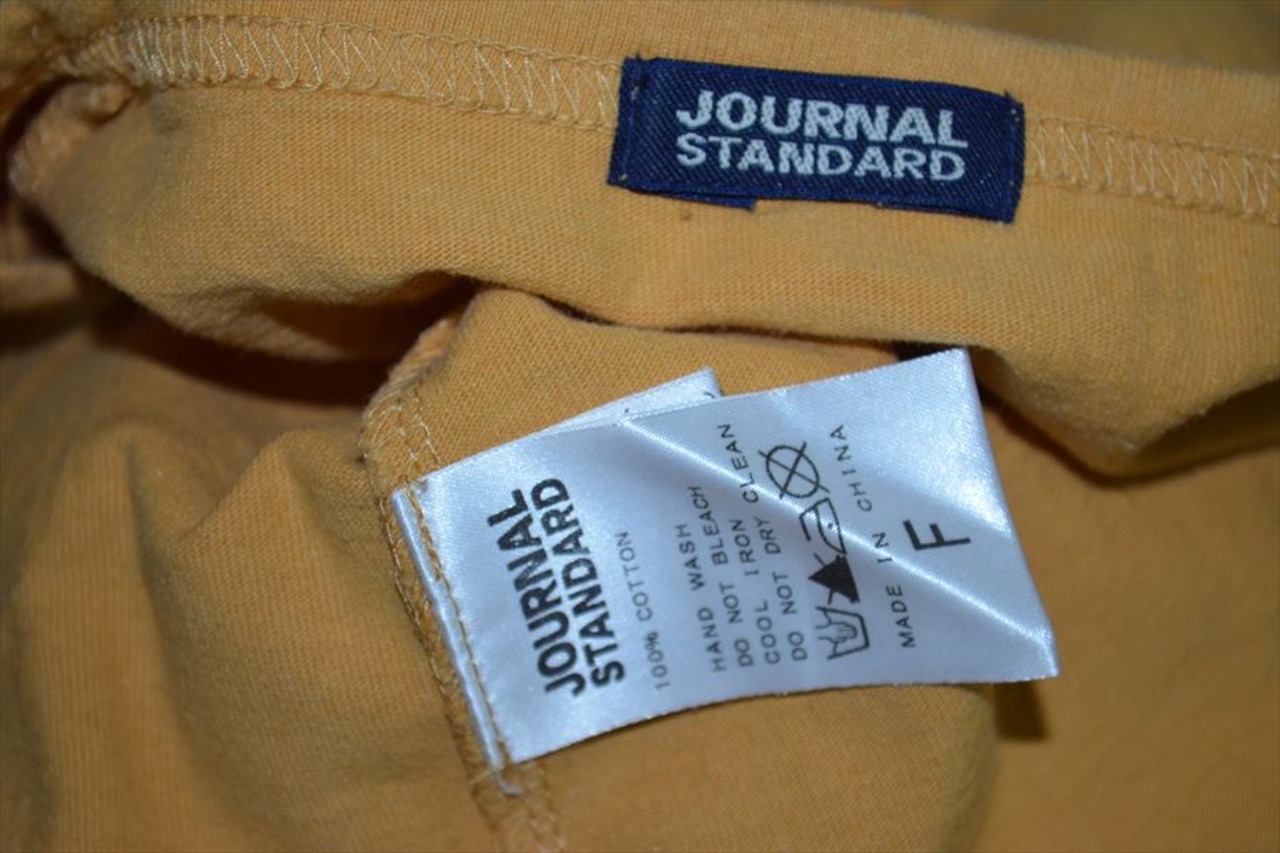 JOURNAL
STANDARD
JOURNAL
STANDARD
100% COTTON
HAND WASH
DO NOT BLEACH
COOL IRON CLEAN
DO NOT DRY
MADE IN CHINA
F